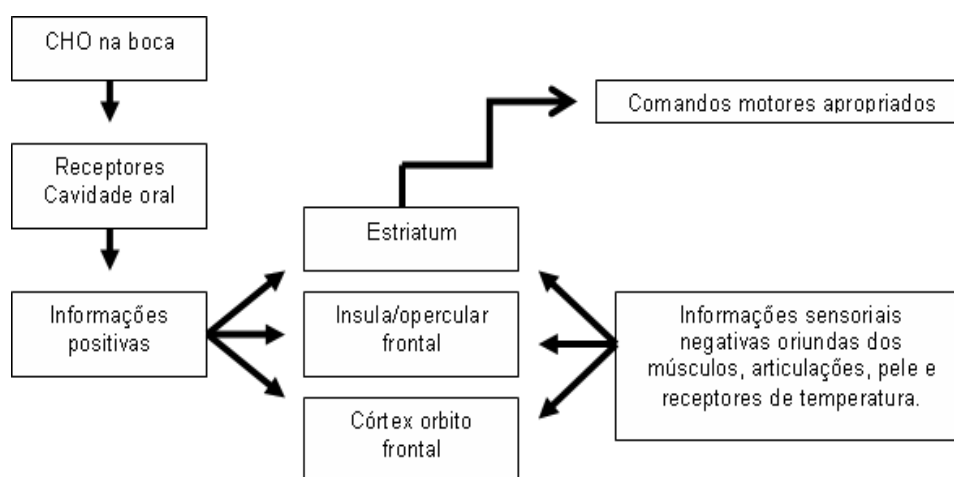 CHO na boca
Comandos motores apropriados
Receptores
Cavidade oral
Estriatum
Informações
positivas
Insula/opercular
frontal
Informações sensoriais
negativas oriundas dos
músculos, articulações, pele e
receptores de temperatura.
Córtex orbito
frontal